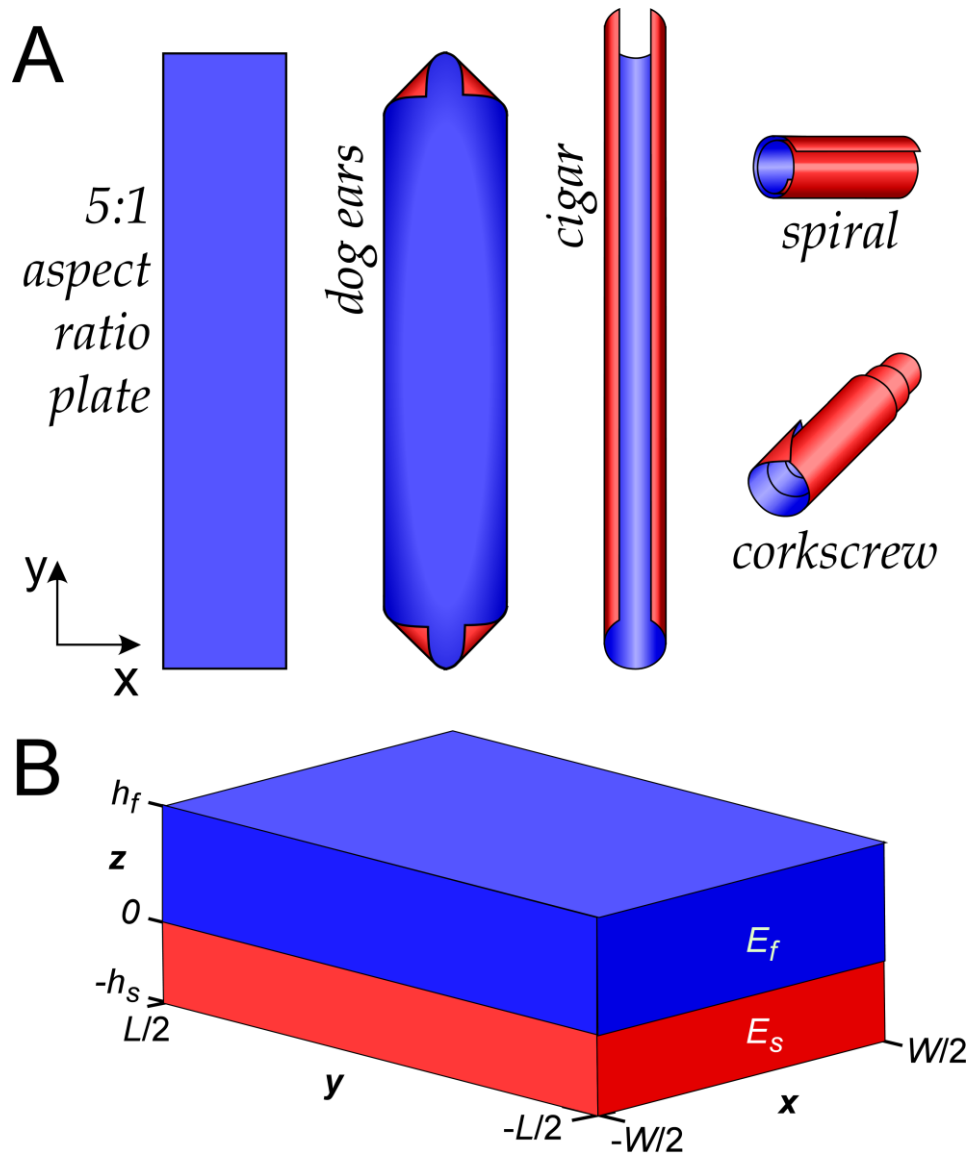 A
5:1
aspect
ratio
plate
dog ears
cigar
spiral
corkscrew
y
x
B
h_f
z
0
-h_s
L/2
y
-L/2
-W/2
x
W/2
E_f
E_s